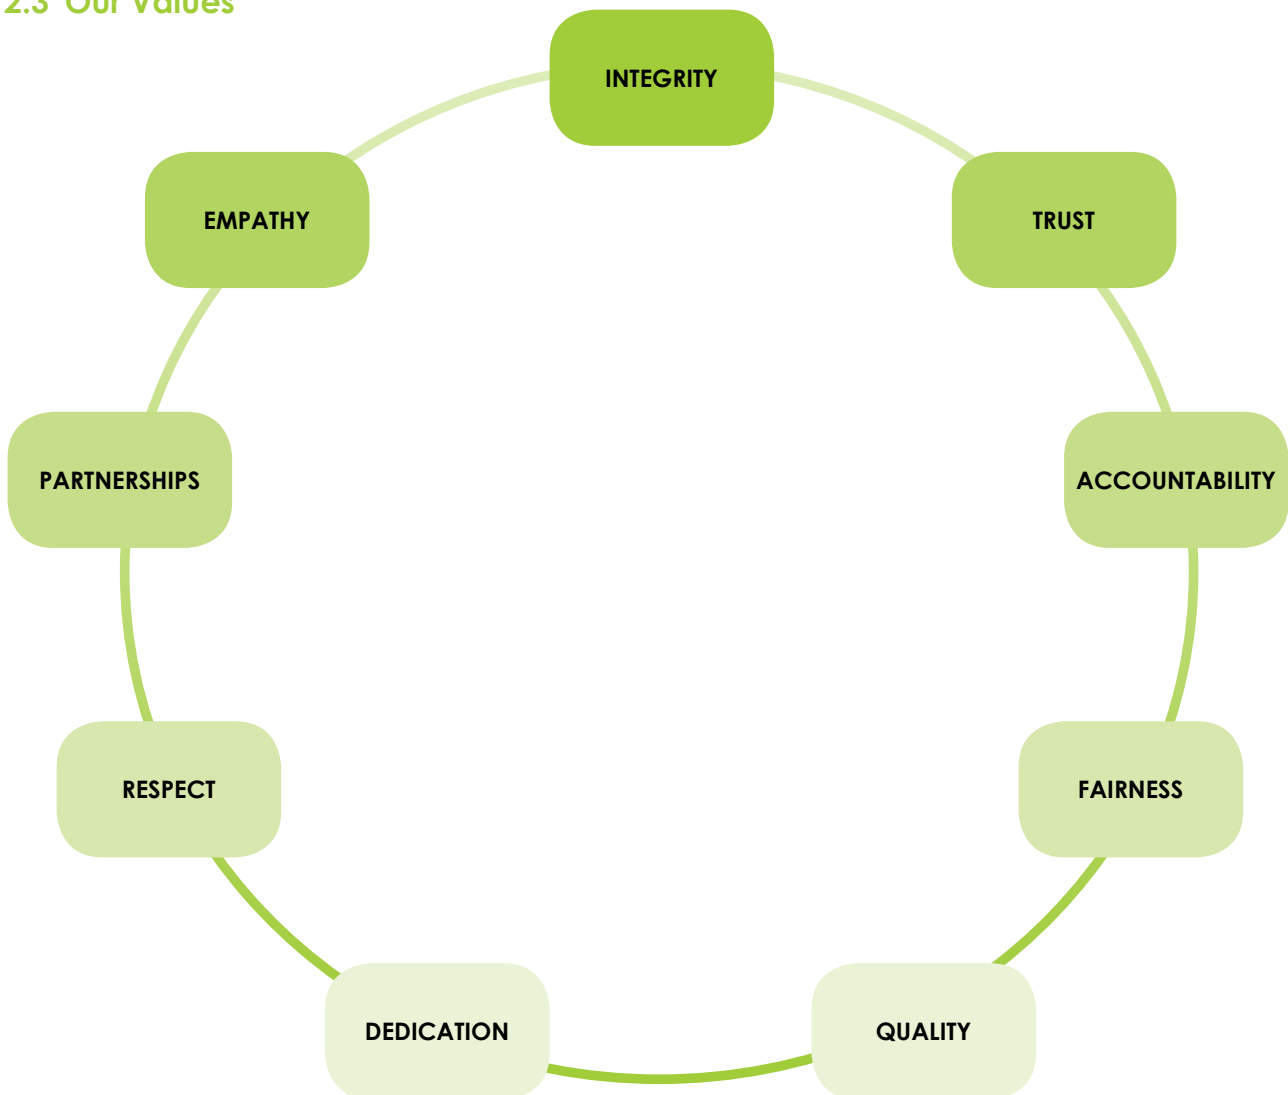 2.3 Our Values
INTEGRITY
TRUST
ACCOUNTABILITY
FAIRNESS
QUALITY
DEDICATION
RESPECT
PARTNERSHIPS
EMPATHY